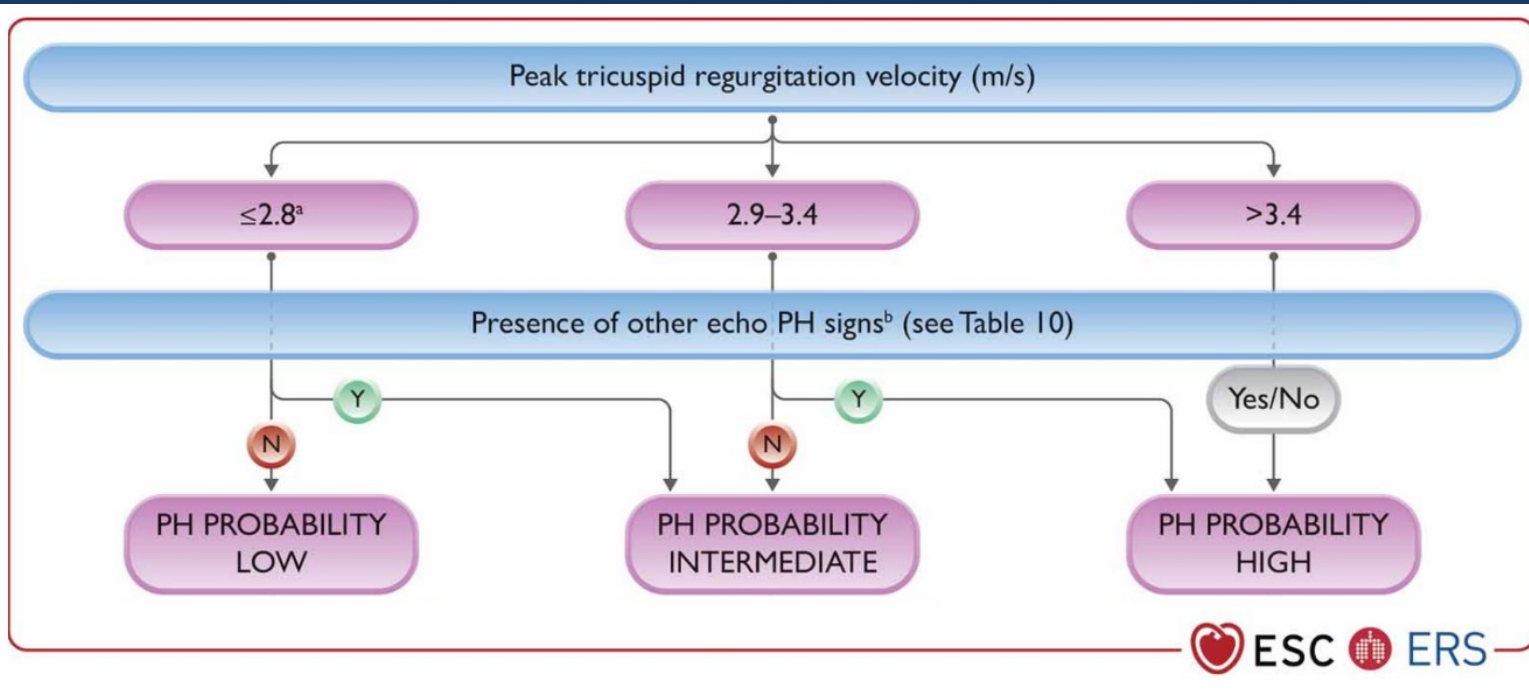 Peak tricuspid regurgitation velocity (m/s)
≤2.8ᵃ
2.9–3.4
>3.4
Presence of other echo PH signsᵇ (see Table 10)
Y
Y
Yes/No
N
N
PH PROBABILITY
LOW
PH PROBABILITY
INTERMEDIATE
PH PROBABILITY
HIGH
ESC ERS